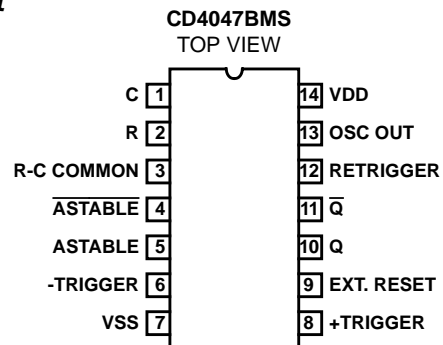 CD4047BMS
TOP VIEW
C 1 14 VDD
R 2 13 OSC OUT
R-C COMMON 3 12 RETRIGGER
A̅S̅T̅A̅B̅L̅E̅ 4 11 Q̅
ASTABLE 5 10 Q
-TRIGGER 6 9 EXT. RESET
VSS 7 8 +TRIGGER